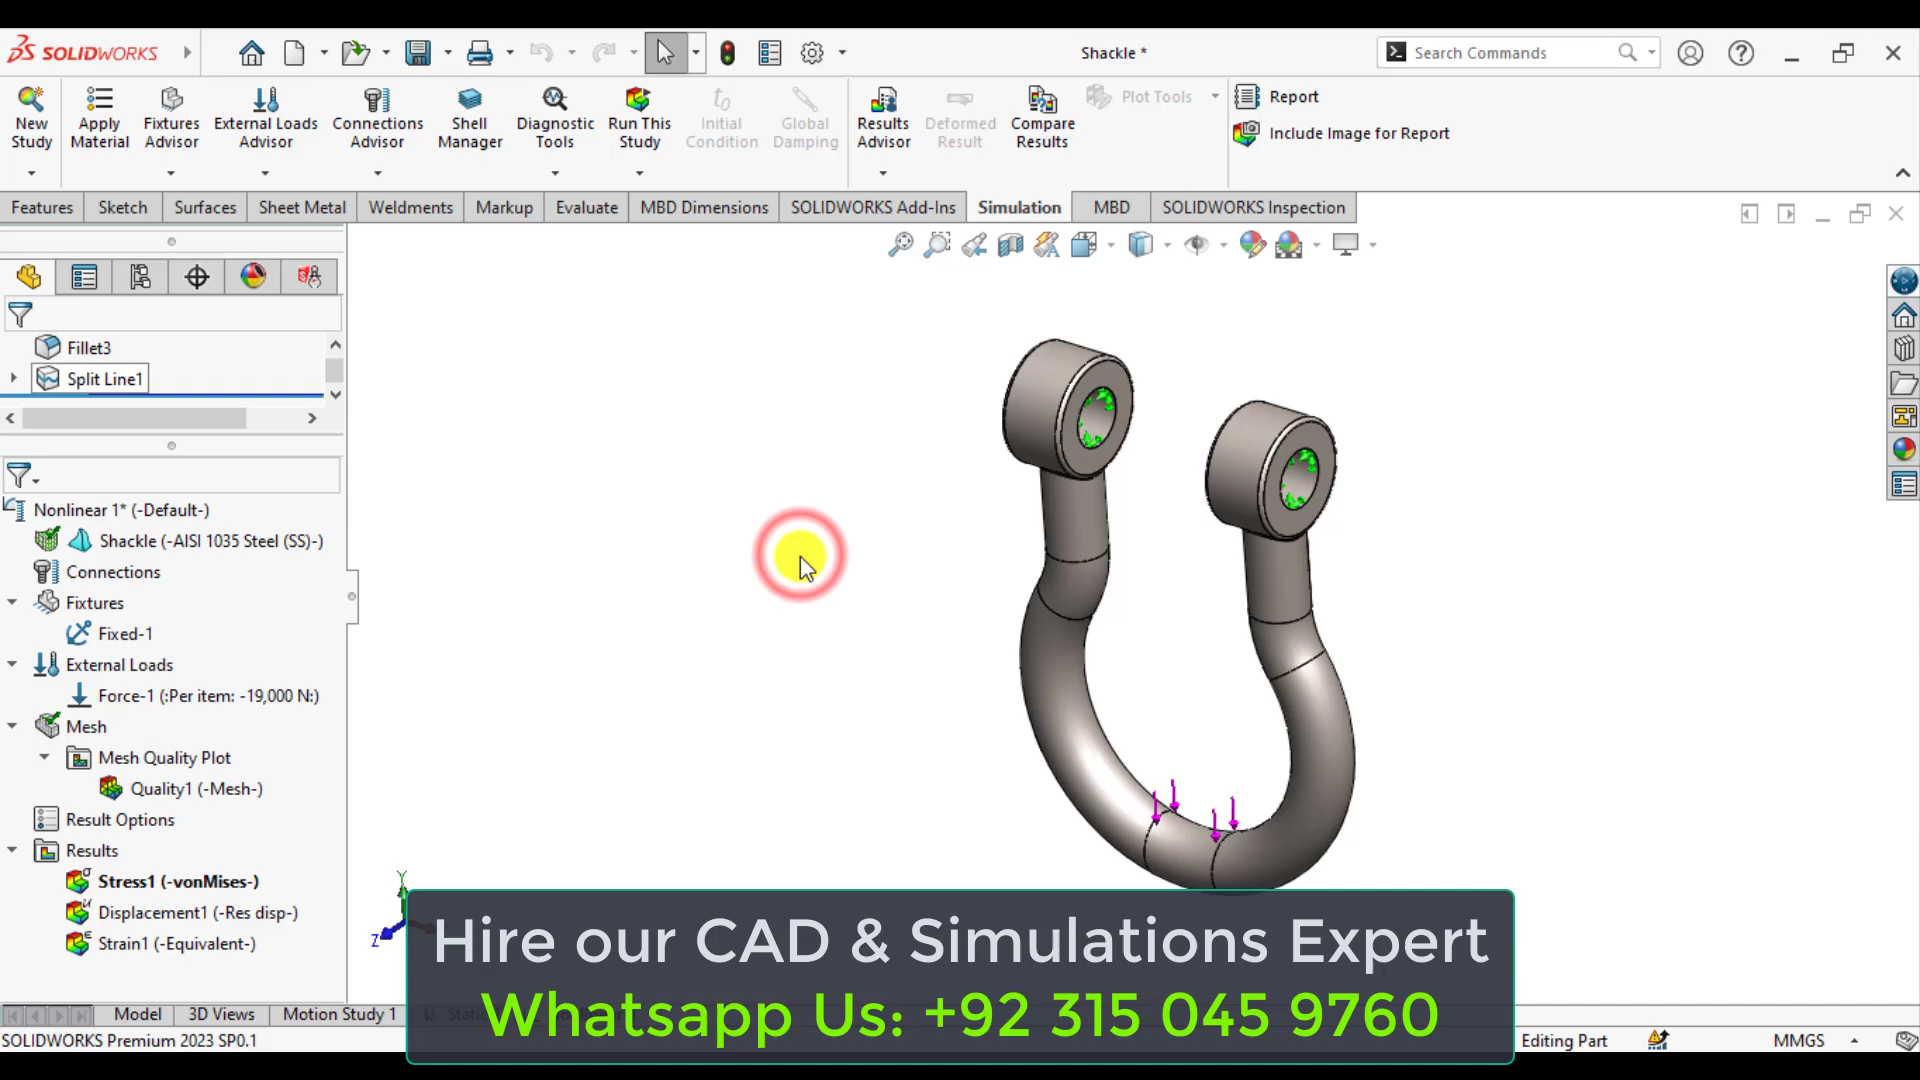 SOLIDWORKS
Shackle *
Search Commands
New Study
Apply Material
Fixtures Advisor
External Loads Advisor
Connections Advisor
Shell Manager
Diagnostic Tools
Run This Study
Initial Condition
Global Damping
Results Advisor
Deformed Result
Compare Results
Plot Tools
Report
Include Image for Report
Features
Sketch
Surfaces
Sheet Metal
Weldments
Markup
Evaluate
MBD Dimensions
SOLIDWORKS Add-Ins
Simulation
MBD
SOLIDWORKS Inspection
Fillet3
Split Line1
Nonlinear 1* (-Default-)
Shackle (-AISI 1035 Steel (SS)-)
Connections
Fixtures
Fixed-1
External Loads
Force-1 (:Per item: -19,000 N:)
Mesh
Mesh Quality Plot
Quality1 (-Mesh-)
Result Options
Results
Stress1 (-vonMises-)
Displacement1 (-Res disp-)
Strain1 (-Equivalent-)
Y
Z
Hire our CAD & Simulations Expert
Whatsapp Us: +92 315 045 9760
Model
3D Views
Motion Study 1
SOLIDWORKS Premium 2023 SP0.1
Editing Part
MMGS